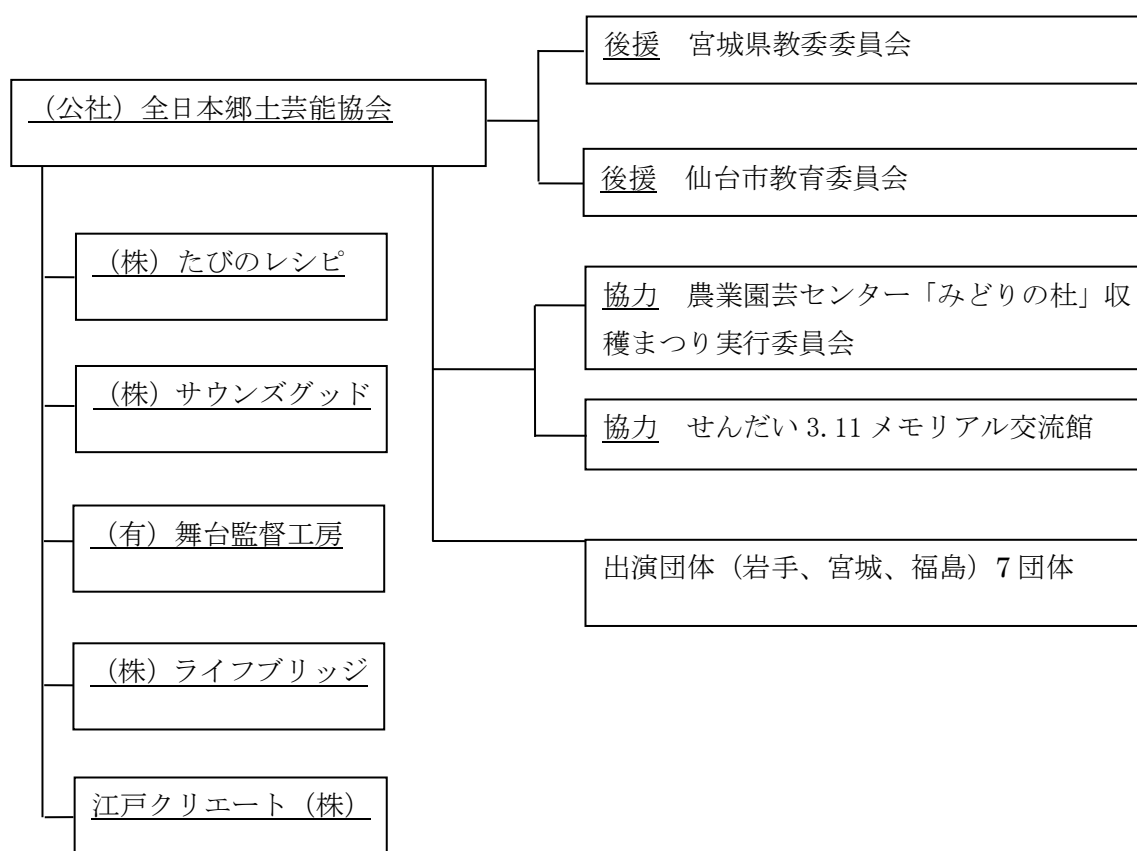 後援　宮城県教委委員会
（公社）全日本郷土芸能協会
後援　仙台市教育委員会
（株）たびのレシピ
協力　農業園芸センター「みどりの杜」収
穫まつり実行委員会
（株）サウンズグッド
協力　せんだい 3.11 メモリアル交流館
（有）舞台監督工房
出演団体（岩手、宮城、福島）7 団体
（株）ライフブリッジ
江戸クリエート（株）